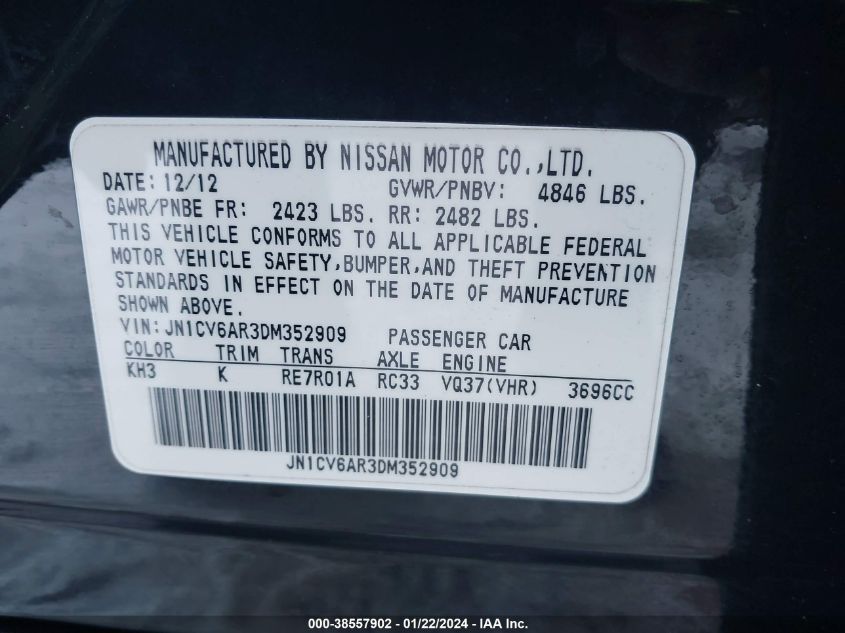 MANUFACTURED BY NISSAN MOTOR CO.,LTD.
DATE: 12/12 GVWR/PNBV: 4846 LBS.
GAWR/PNBE FR: 2423 LBS. RR: 2482 LBS.
THIS VEHICLE CONFORMS TO ALL APPLICABLE FEDERAL
MOTOR VEHICLE SAFETY,BUMPER,AND THEFT PREVENTION
STANDARDS IN EFFECT ON THE DATE OF MANUFACTURE
SHOWN ABOVE.
VIN: JN1CV6AR3DM352909 PASSENGER CAR
COLOR TRIM TRANS AXLE ENGINE
KH3 K RE7R01A RC33 VQ37(VHR) 3696CC
JN1CV6AR3DM352909
000-38557902 - 01/22/2024 - IAA Inc.